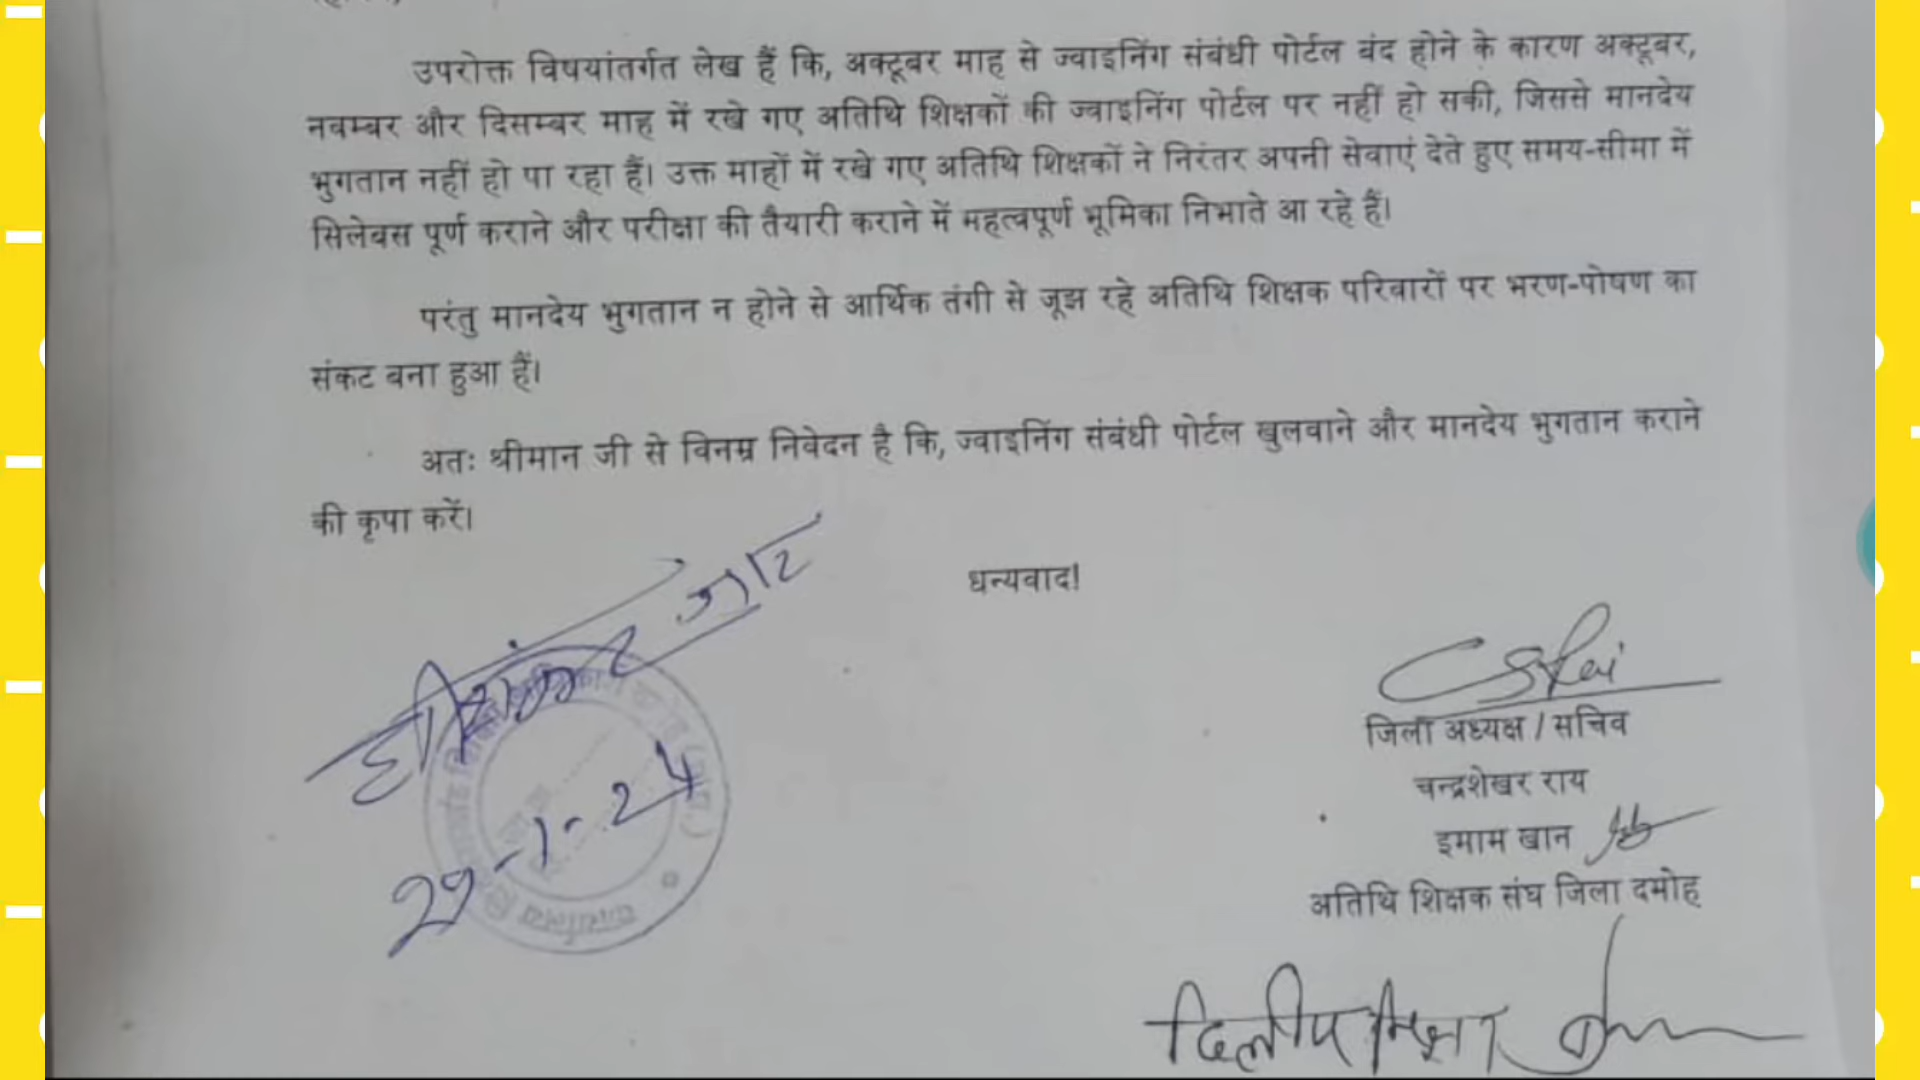 उपरोक्त विषयांतर्गत लेख हैं कि, अक्टूबर माह से ज्वाइनिंग संबंधी पोर्टल बंद होने के कारण अक्टूबर,
नवम्बर और दिसम्बर माह में रखे गए अतिथि शिक्षकों की ज्वाइनिंग पोर्टल पर नहीं हो सकी, जिससे मानदेय
भुगतान नहीं हो पा रहा हैं। उक्त माहों में रखे गए अतिथि शिक्षकों ने निरंतर अपनी सेवाएं देते हुए समय-सीमा में
सिलेबस पूर्ण कराने और परीक्षा की तैयारी कराने में महत्वपूर्ण भूमिका निभाते आ रहे हैं।
परंतु मानदेय भुगतान न होने से आर्थिक तंगी से जूझ रहे अतिथि शिक्षक परिवारों पर भरण-पोषण का
संकट बना हुआ हैं।
अतः श्रीमान जी से विनम्र निवेदन है कि, ज्वाइनिंग संबंधी पोर्टल खुलवाने और मानदेय भुगतान कराने
की कृपा करें।
धन्यवाद!
जिला अध्यक्ष / सचिव
चन्द्रशेखर राय
इमाम खान
अतिथि शिक्षक संघ जिला दमोह
कार्यालय
दिलीप मिश्रा